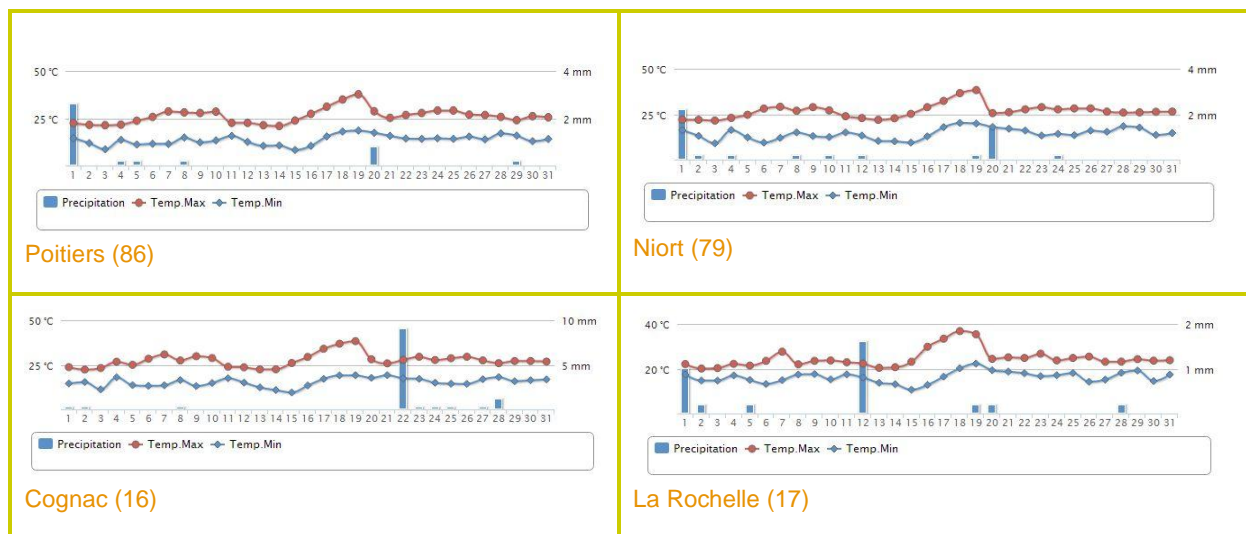 50 °C 4 mm
25 °C 2 mm
1 2 3 4 5 6 7 8 9 10 11 12 13 14 15 16 17 18 19 20 21 22 23 24 25 26 27 28 29 30 31
Precipitation Temp.Max Temp.Min
Poitiers (86)
50 °C 4 mm
25 °C 2 mm
1 2 3 4 5 6 7 8 9 10 11 12 13 14 15 16 17 18 19 20 21 22 23 24 25 26 27 28 29 30 31
Precipitation Temp.Max Temp.Min
Niort (79)
50 °C 10 mm
25 °C 5 mm
1 2 3 4 5 6 7 8 9 10 11 12 13 14 15 16 17 18 19 20 21 22 23 24 25 26 27 28 29 30 31
Precipitation Temp.Max Temp.Min
Cognac (16)
40 °C 2 mm
20 °C 1 mm
1 2 3 4 5 6 7 8 9 10 11 12 13 14 15 16 17 18 19 20 21 22 23 24 25 26 27 28 29 30 31
Precipitation Temp.Max Temp.Min
La Rochelle (17)